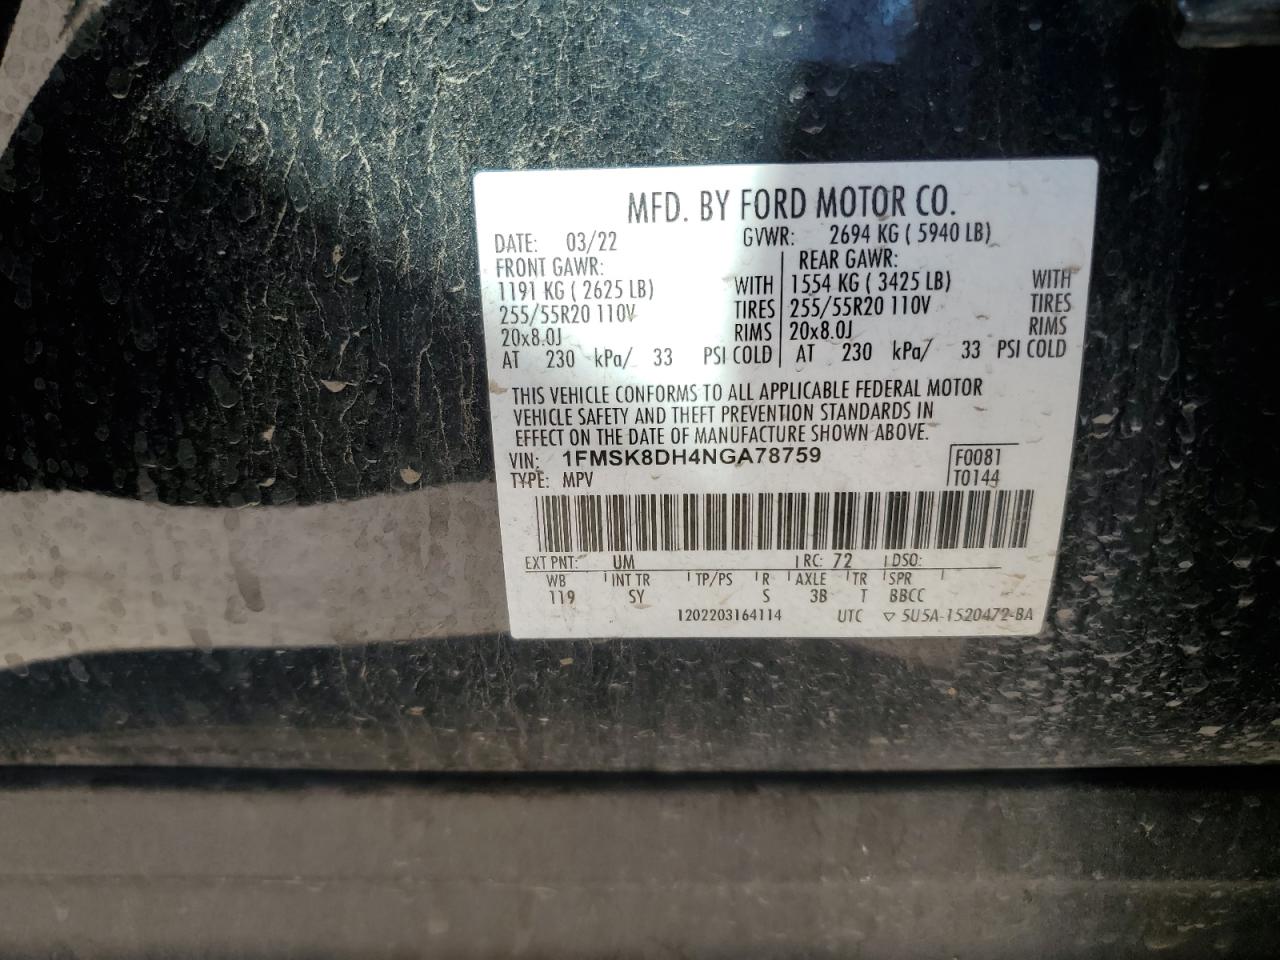 MFD. BY FORD MOTOR CO.
DATE: 03/22 GVWR: 2694 KG ( 5940 LB)
FRONT GAWR: REAR GAWR:
1191 KG ( 2625 LB) WITH 1554 KG ( 3425 LB) WITH
255/55R20 110V TIRES 255/55R20 110V TIRES
20x8.0J RIMS 20x8.0J RIMS
AT 230 kPa/ 33 PSI COLD AT 230 kPa/ 33 PSI COLD
THIS VEHICLE CONFORMS TO ALL APPLICABLE FEDERAL MOTOR
VEHICLE SAFETY AND THEFT PREVENTION STANDARDS IN
EFFECT ON THE DATE OF MANUFACTURE SHOWN ABOVE.
VIN: 1FMSK8DH4NGA78759 F0081
TYPE: MPV T0144
EXT PNT: UM RC: 72 DSO:
WB INT TR TP/PS R AXLE TR SPR
119 SY S 3B T BBCC
1202203164114 UTC ▽ 5U5A-1520472-BA